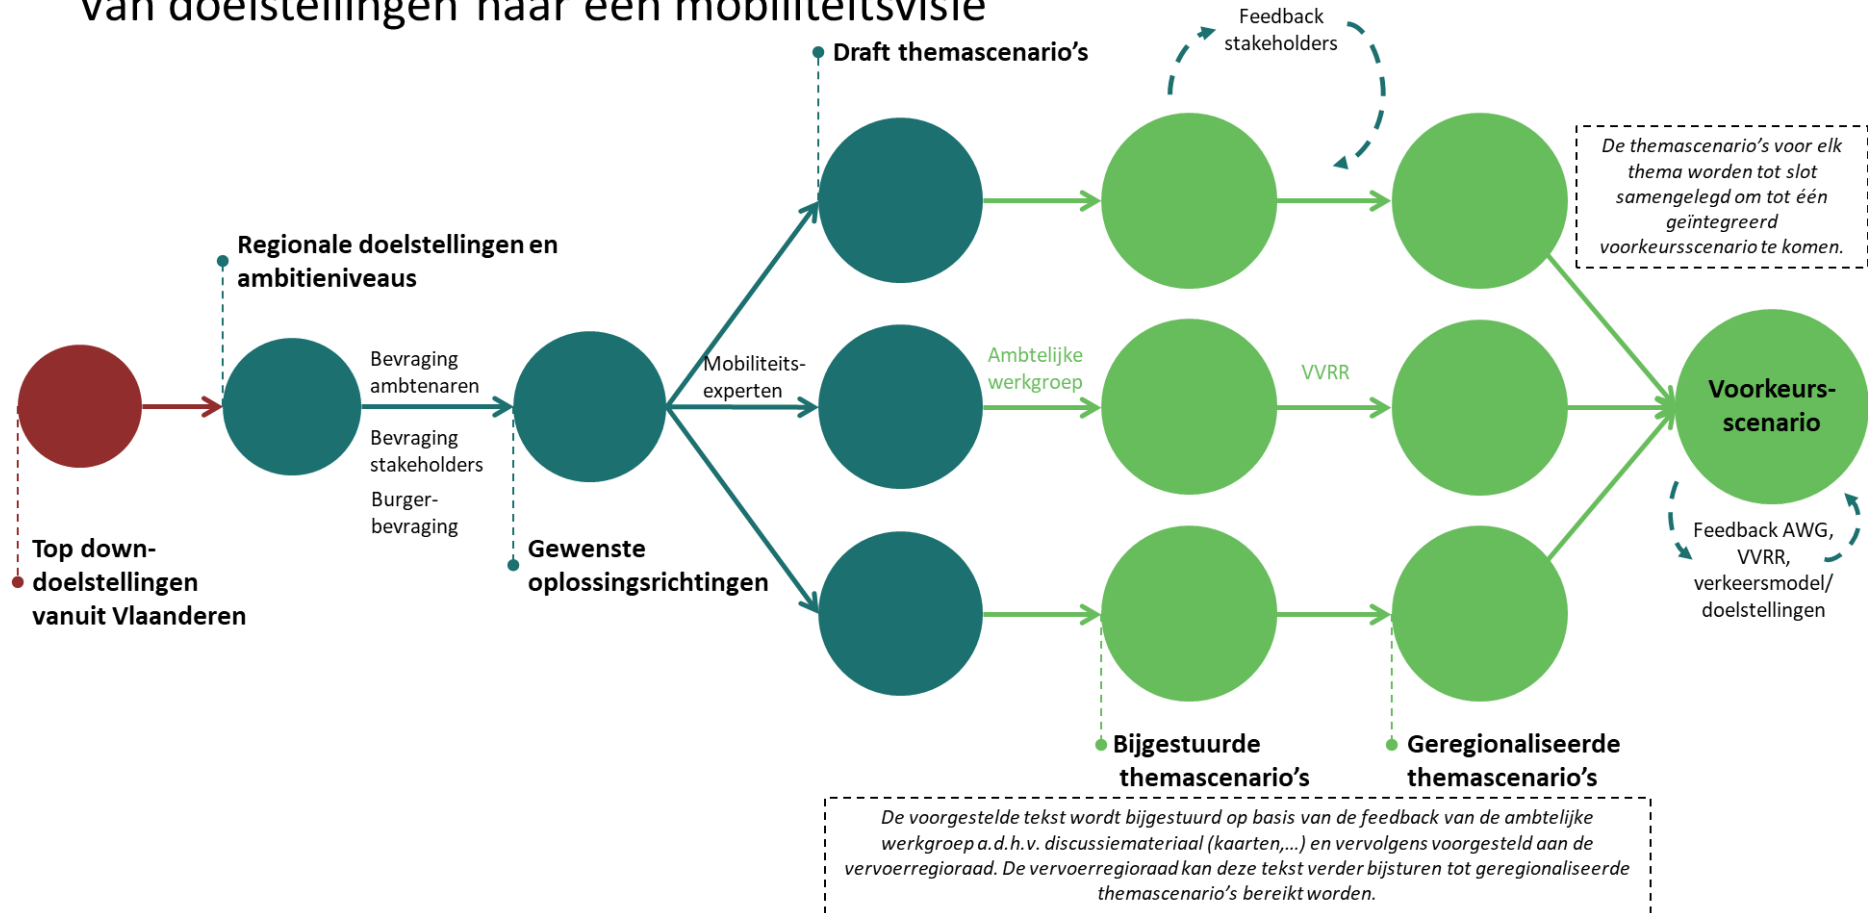 van doelstellingen naar een mobiliteitsvisie
Feedback
stakeholders
Draft themascenario's
De themascenario's voor elk
thema worden tot slot
samengelegd om tot één
geïntegreerd
voorkeursscenario te komen.
Regionale doelstellingen en
ambitieniveaus
Bevraging
ambtenaren
Bevraging
stakeholders
Burger-
bevraging
Mobiliteits-
experten
Ambtelijke
werkgroep
VVRR
Voorkeurs-
scenario
Top down-
doelstellingen
vanuit Vlaanderen
Gewenste
oplossingsrichtingen
Feedback AWG,
VVRR,
verkeersmodel/
doelstellingen
Bijgestuurde
themascenario's
Geregionaliseerde
themascenario's
De voorgestelde tekst wordt bijgestuurd op basis van de feedback van de ambtelijke
werkgroep a.d.h.v. discussiemateriaal (kaarten,...) en vervolgens voorgesteld aan de
vervoerregioraad. De vervoerregioraad kan deze tekst verder bijsturen tot geregionaliseerde
themascenario's bereikt worden.